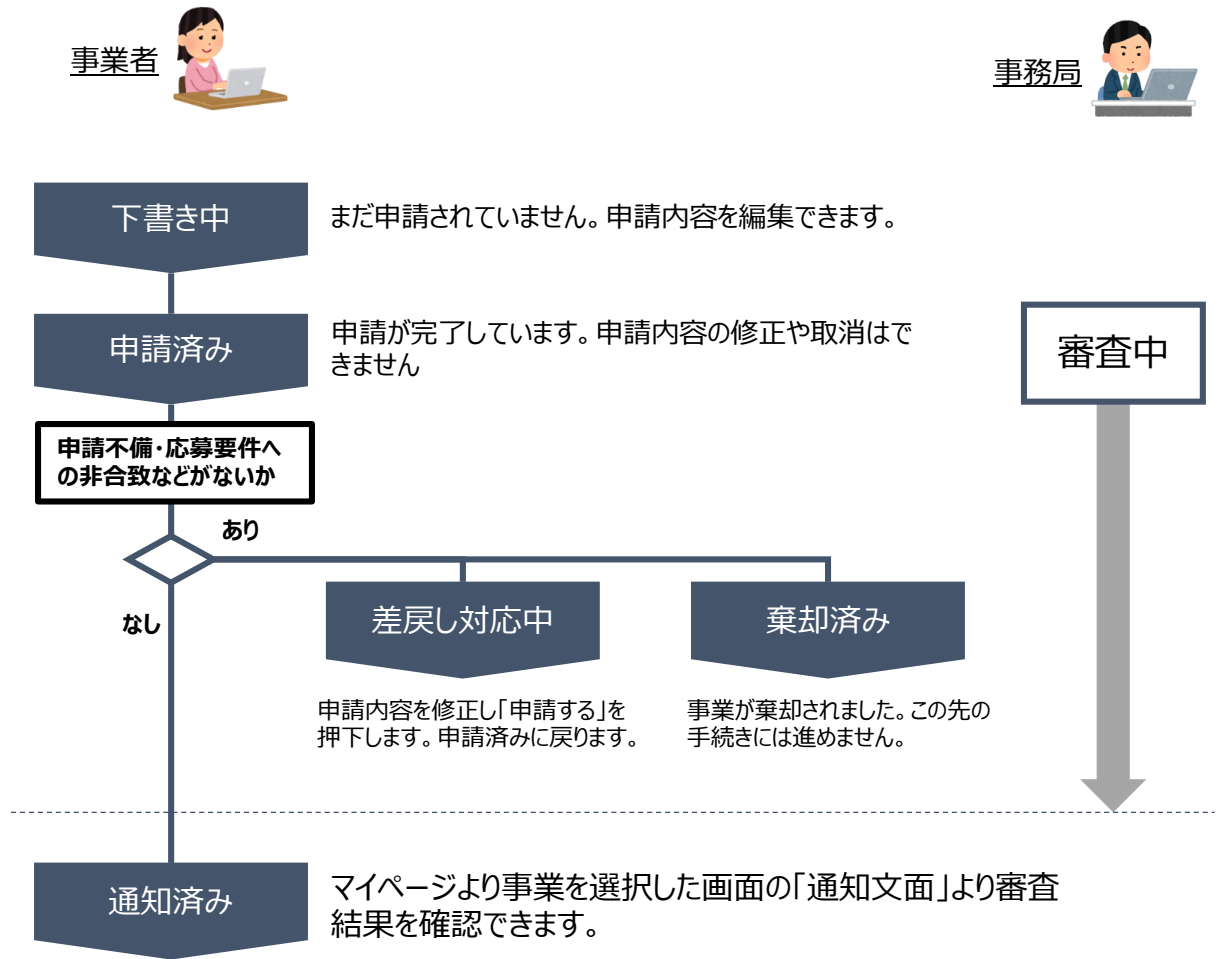 事業者
事務局
下書き中
まだ申請されていません。申請内容を編集できます。
申請済み
申請が完了しています。申請内容の修正や取消はで
きません
審査中
申請不備・応募要件へ
の非合致などがないか
あり
なし
差戻し対応中
棄却済み
申請内容を修正し「申請する」を
押下します。申請済みに戻ります。
事業が棄却されました。この先の
手続きには進めません。
通知済み
マイページより事業を選択した画面の「通知文面」より審査
結果を確認できます。